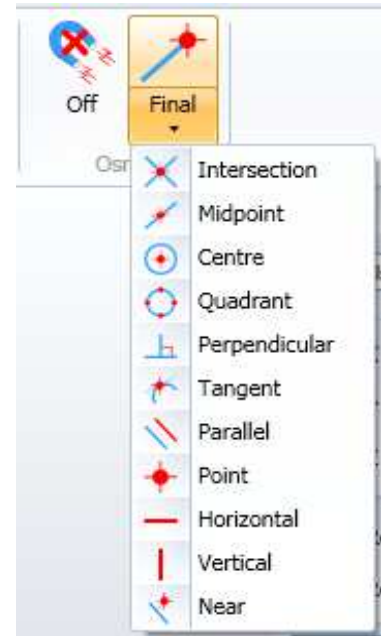 Off Final
Osn
Intersection
Midpoint
Centre
Quadrant
Perpendicular
Tangent
Parallel
Point
Horizontal
Vertical
Near